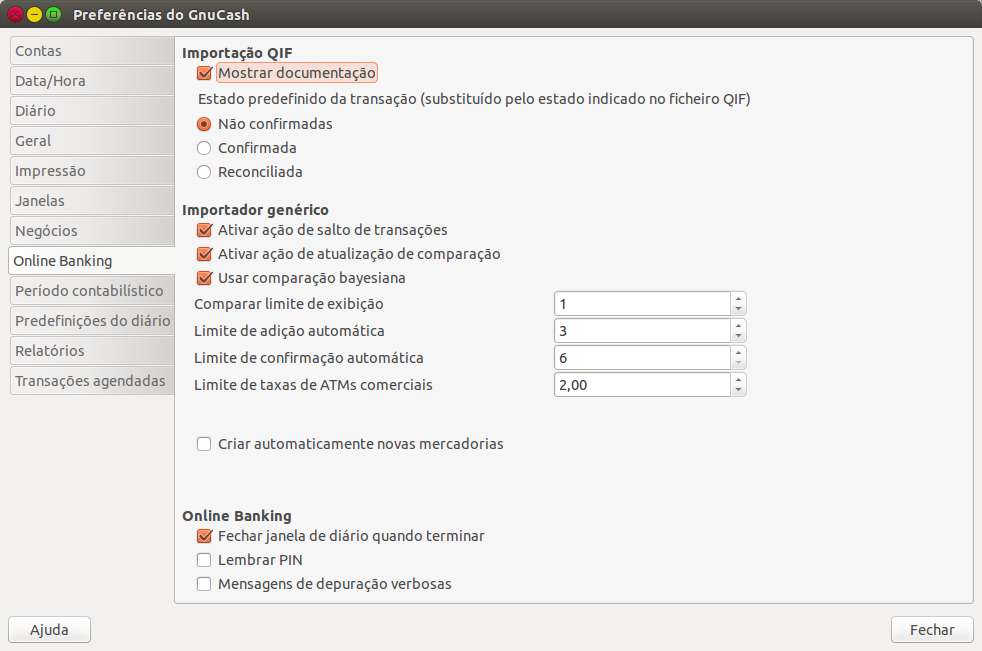 Preferências do GnuCash
Contas
Data/Hora
Diário
Geral
Impressão
Janelas
Negócios
Online Banking
Período contabilístico
Predefinições do diário
Relatórios
Transações agendadas
Importação QIF
Mostrar documentação
Estado predefinido da transação (substituído pelo estado indicado no ficheiro QIF)
Não confirmadas
Confirmada
Reconciliada
Importador genérico
Ativar ação de salto de transações
Ativar ação de atualização de comparação
Usar comparação bayesiana
Comparar limite de exibição 1
Limite de adição automática 3
Limite de confirmação automática 6
Limite de taxas de ATMs comerciais 2,00
Criar automaticamente novas mercadorias
Online Banking
Fechar janela de diário quando terminar
Lembrar PIN
Mensagens de depuração verbosas
Ajuda Fechar